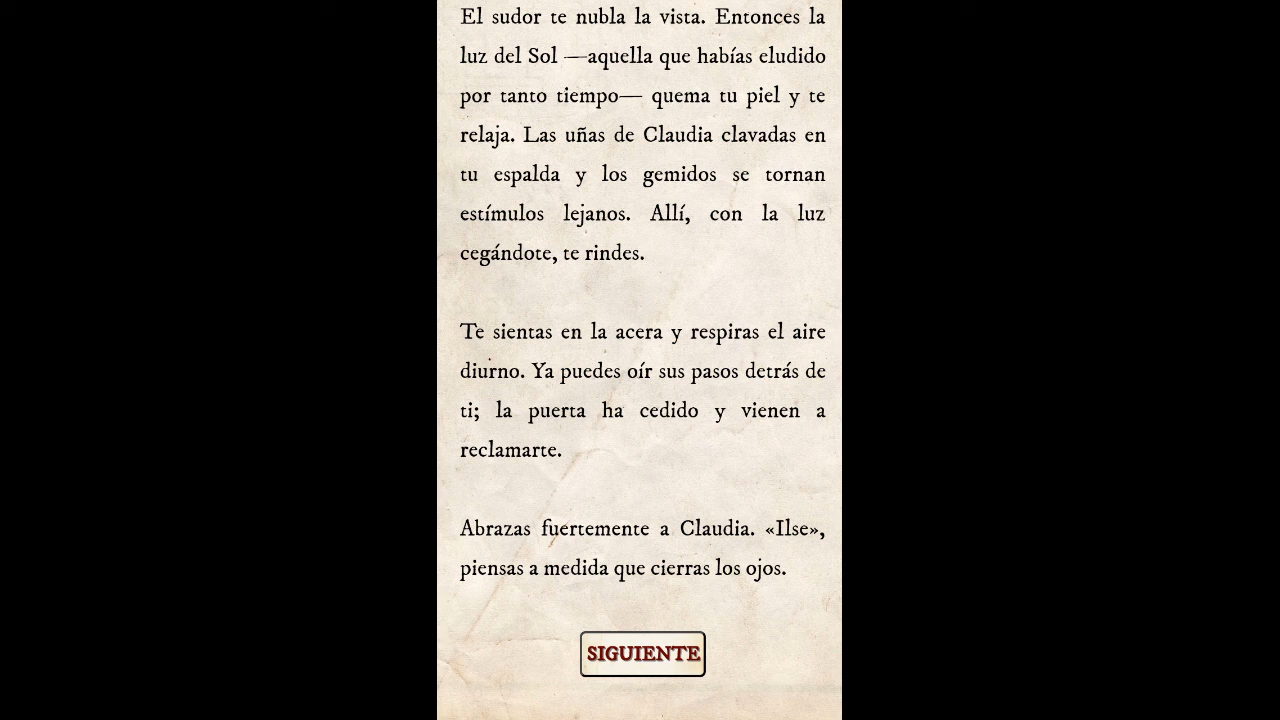 El sudor te nubla la vista. Entonces la
luz del Sol —aquella que habías eludido
por tanto tiempo— quema tu piel y te
relaja. Las uñas de Claudia clavadas en
tu espalda y los gemidos se tornan
estímulos lejanos. Allí, con la luz
cegándote, te rindes.
Te sientas en la acera y respiras el aire
diurno. Ya puedes oír sus pasos detrás de
ti; la puerta ha cedido y vienen a
reclamarte.
Abrazas fuertemente a Claudia. «Ilse»,
piensas a medida que cierras los ojos.
SIGUIENTE